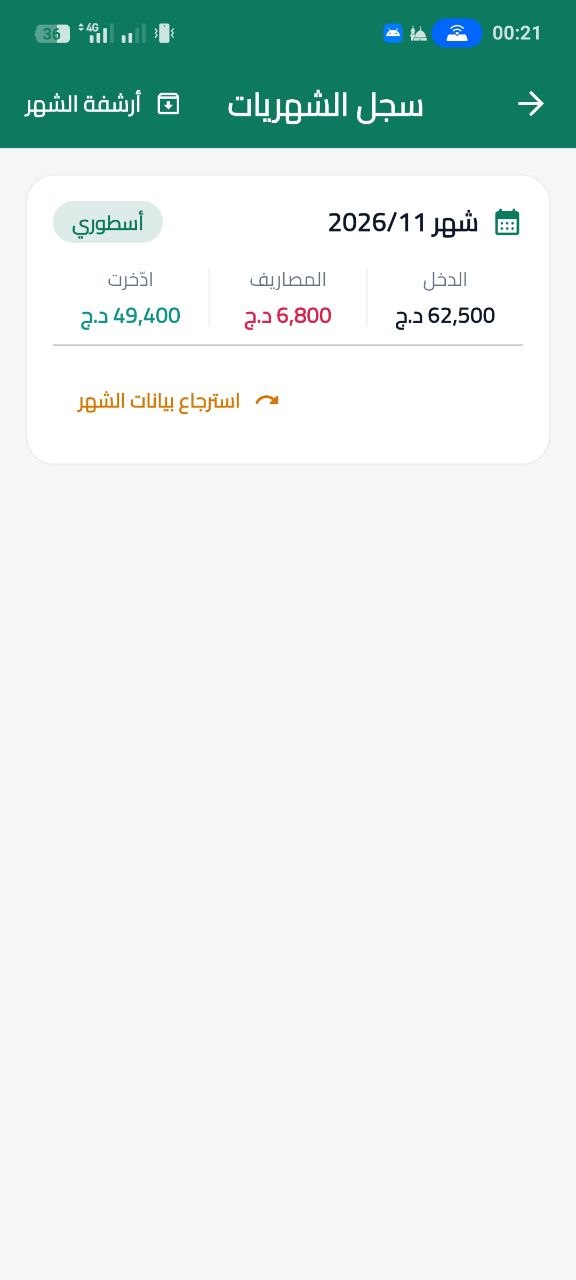 00:21
4G
36
سجل الشهريات
أرشفة الشهر
شهر 2026/11
أسطوري
الدخل
المصاريف
ادّخرت
62,500 د.ج
6,800 د.ج
49,400 د.ج
استرجاع بيانات الشهر